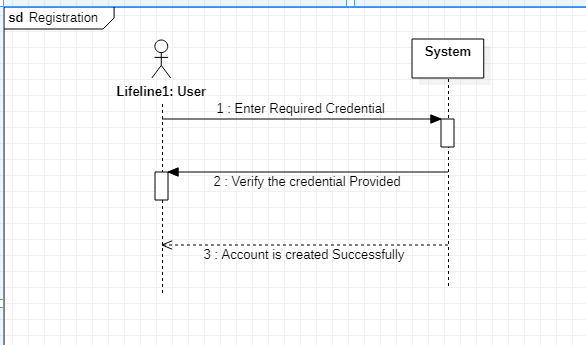 sd Registration
System
Lifeline1: User
1 : Enter Required Credential
2 : Verify the credential Provided
3 : Account is created Successfully